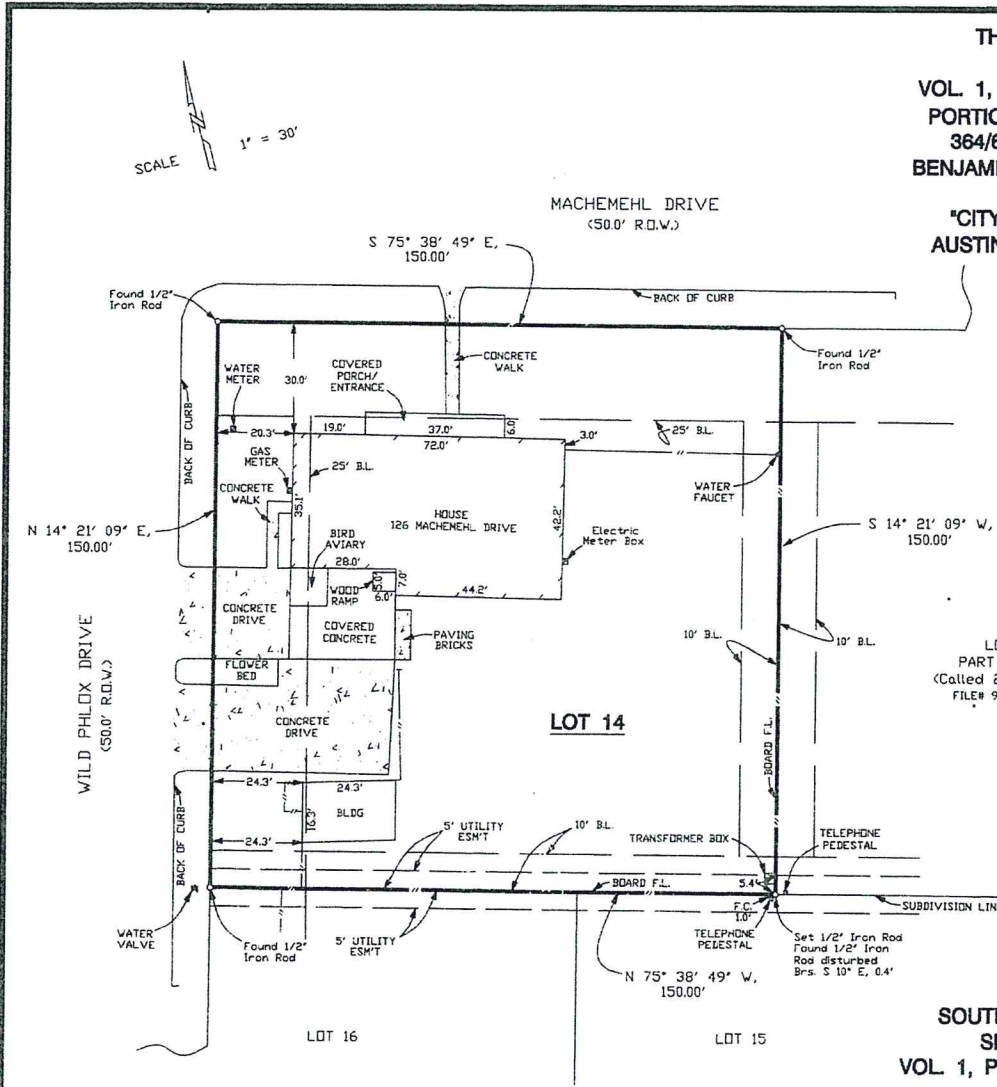 TH
VOL. 1,
PORTIO
364/6
BENJAMI
"CITY
AUSTIN
SCALE 1" = 30'
MACHEMEHL DRIVE
(50.0' R.O.W.)
S 75° 38' 49" E,
150.00'
Found 1/2"
Iron Rod
BACK OF CURB
Found 1/2"
Iron Rod
CONCRETE
WALK
COVERED
PORCH/
ENTRANCE
WATER
METER
30.0'
BACK OF CURB
20.3'
19.0'
37.0'
6.0'
72.0'
3.0'
25' B.L.
GAS
METER
25' B.L.
CONCRETE
WALK
35.1'
WATER
FAUCET
HOUSE
126 MACHEMEHL DRIVE
42.2'
N 14° 21' 09" E,
150.00'
S 14° 21' 09" W,
150.00'
Electric
Meter Box
BIRD
AVIARY
28.0'
WOOD
RAMP
5.0'
7.0'
6.0'
44.2'
CONCRETE
DRIVE
COVERED
CONCRETE
PAVING
BRICKS
10' B.L.
10' B.L.
WILD PHLOX DRIVE
(50.0' R.O.W.)
FLOWER
BED
LO
PART
(Called 2
FILE# 9
CONCRETE
DRIVE
LOT 14
BOARD F.L.
24.3'
24.3'
16.3'
BLDG
24.3'
BACK OF CURB
5' UTILITY
ESM'T
10' B.L.
TRANSFORMER BOX
TELEPHONE
PEDESTAL
BOARD F.L.
5.4'
F.C.
1.0'
SUBDIVISION LIN
WATER
VALVE
Found 1/2"
Iron Rod
5' UTILITY
ESM'T
TELEPHONE
PEDESTAL
Set 1/2" Iron Rod
Found 1/2" Iron
Rod disturbed
Brs. S 10° E, 0.4'
N 75° 38' 49" W,
150.00'
LOT 16
LOT 15
SOUTH
SE
VOL. 1, P